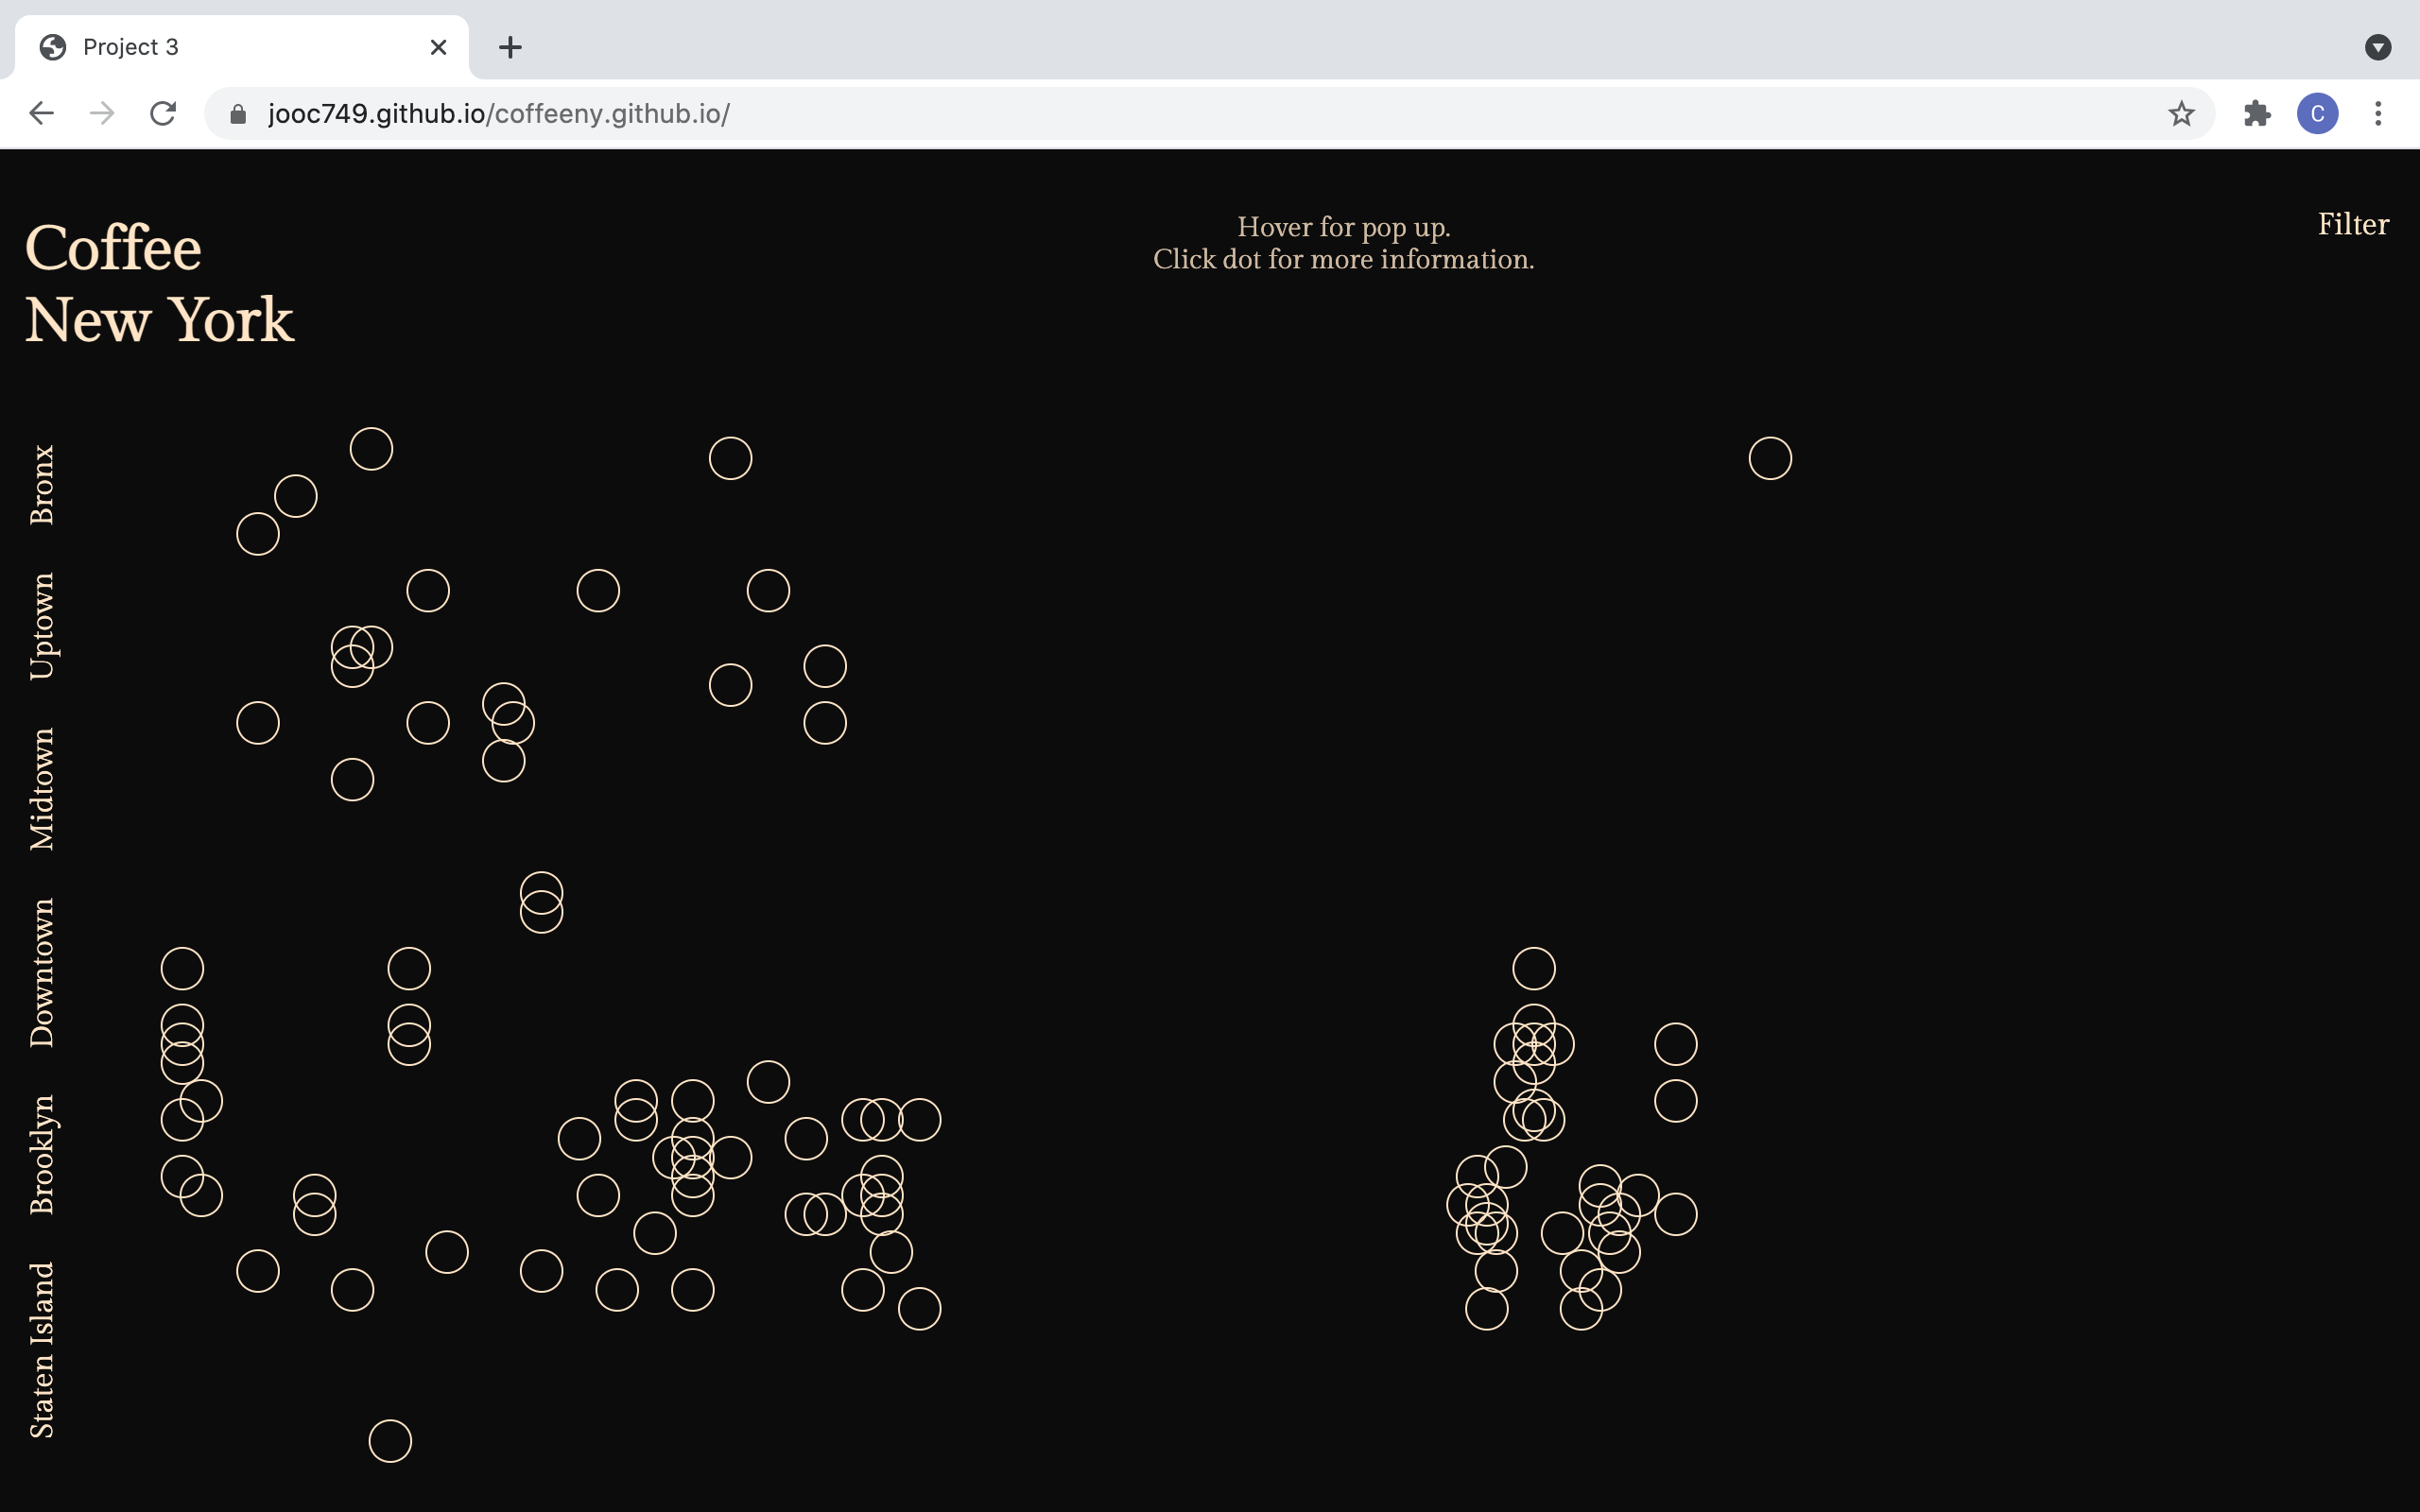 Project 3
jooc749.github.io/coffeeny.github.io/
C
Coffee
New York
Hover for pop up.
Click dot for more information.
Filter
Bronx
Uptown
Midtown
Downtown
Brooklyn
Staten Island